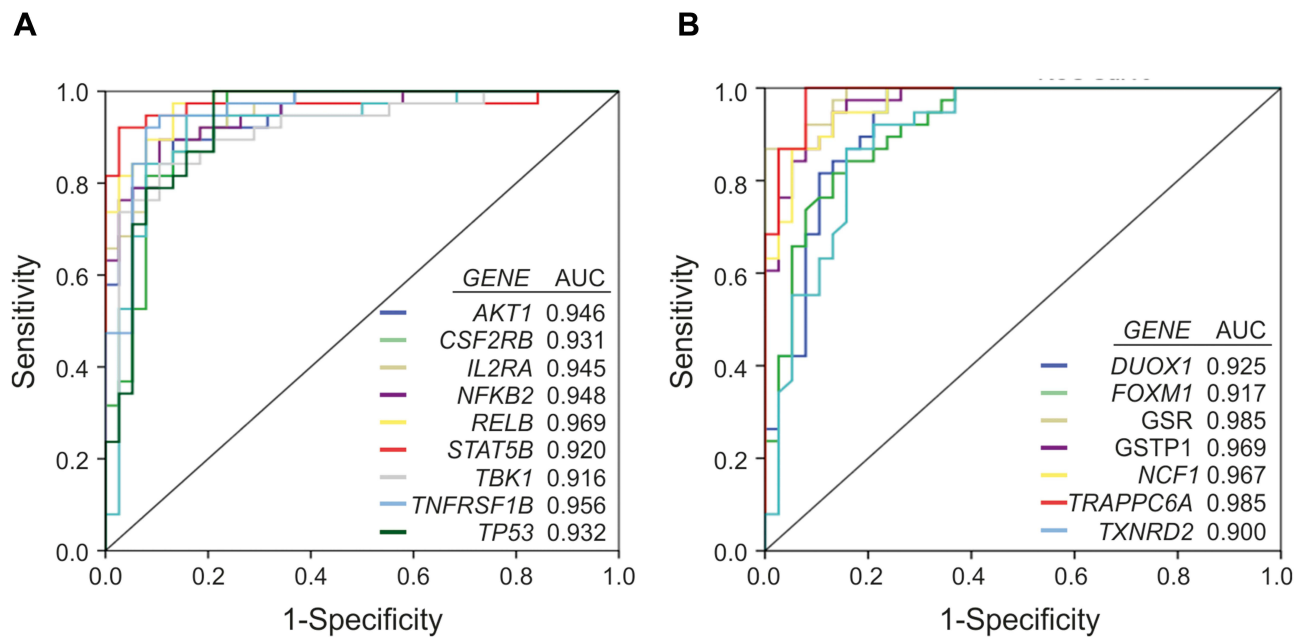 A
B
1.0
0.8
0.6
0.4
0.2
0.0
0.0 0.2 0.4 0.6 0.8 1.0
Sensitivity
1-Specificity
GENE AUC
AKT1 0.946
CSF2RB 0.931
IL2RA 0.945
NFKB2 0.948
RELB 0.969
STAT5B 0.920
TBK1 0.916
TNFRSF1B 0.956
TP53 0.932
1.0
0.8
0.6
0.4
0.2
0.0
0.0 0.2 0.4 0.6 0.8 1.0
Sensitivity
1-Specificity
GENE AUC
DUOX1 0.925
FOXM1 0.917
GSR 0.985
GSTP1 0.969
NCF1 0.967
TRAPPC6A 0.985
TXNRD2 0.900